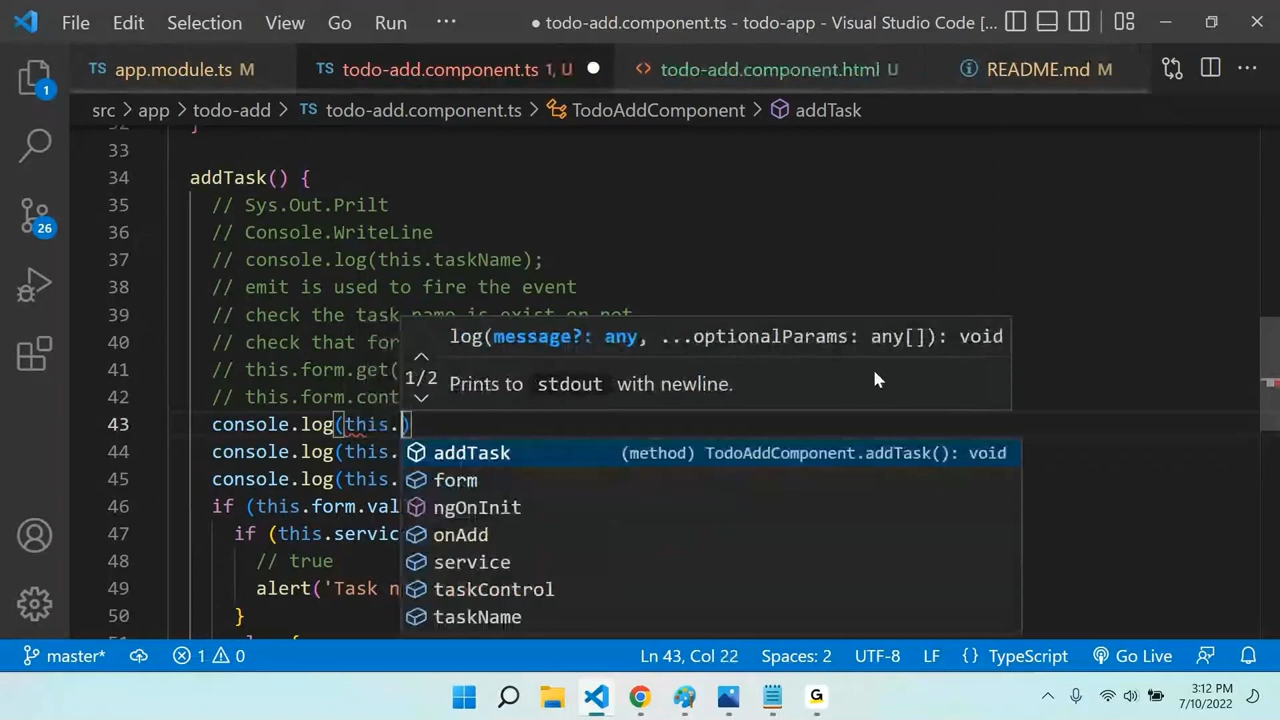 File Edit Selection View Go Run ··· ● todo-add.component.ts - todo-app - Visual Studio Code [...
TS app.module.ts M TS todo-add.component.ts 1, U ● <> todo-add.component.html U README.md M ···
src > app > todo-add > TS todo-add.component.ts > TodoAddComponent > addTask
33
34 addTask() {
35 // Sys.Out.Prilt
36 // Console.WriteLine
37 // console.log(this.taskName);
38 // emit is used to fire the event
39 // check the task name is exist or not
40 // check that for
log(message?: any, ...optionalParams: any[]): void
41 // this.form.get(
1/2 Prints to stdout with newline.
42 // this.form.cont
43 console.log(this.)
44 console.log(this.
addTask (method) TodoAddComponent.addTask(): void
45 console.log(this.
form
46 if (this.form.val
ngOnInit
47 if (this.servic
onAdd
48 // true
service
49 alert('Task n
taskControl
50 }
taskName
1
26
master* 1 0 Ln 43, Col 22 Spaces: 2 UTF-8 LF {} TypeScript Go Live
G
3:12 PM
7/10/2022